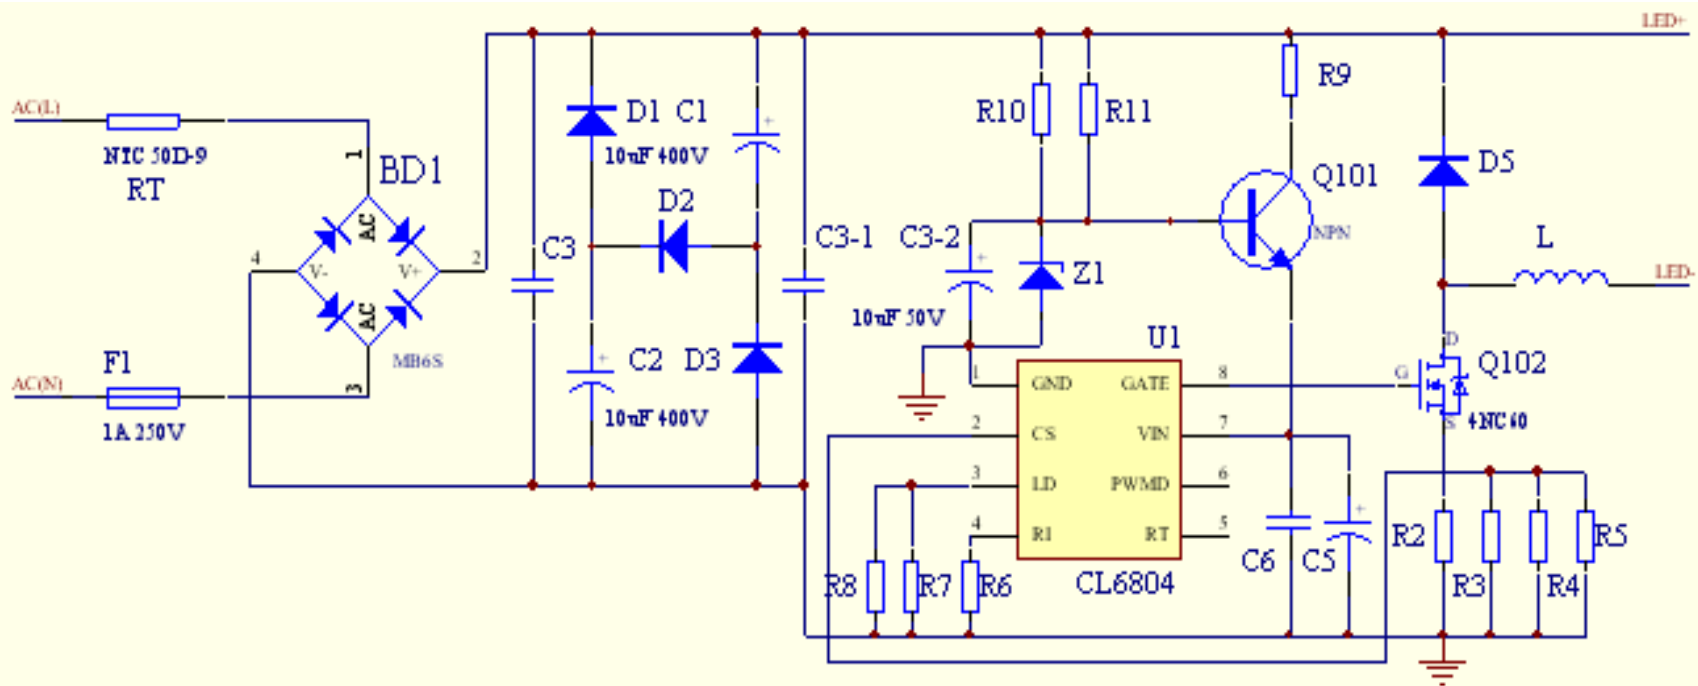 LED+
AC(L)
NTC 50D-9
RT
1
BD1
AC
4
V-
V+
2
AC
MB6S
3
F1
AC(N)
1A 250V
C3
D1
C1
10uF 400V
D2
C2
D3
10uF 400V
C3-1
C3-2
10uF 50V
R10
R11
Z1
R9
Q101
NPN
D5
L
LED-
U1
1
GND
GATE
8
2
CS
VIN
7
3
LD
PWMD
6
4
RI
RT
5
CL6804
G
D
Q102
S
4NC60
R8
R7
R6
C6
C5
R2
R3
R4
R5